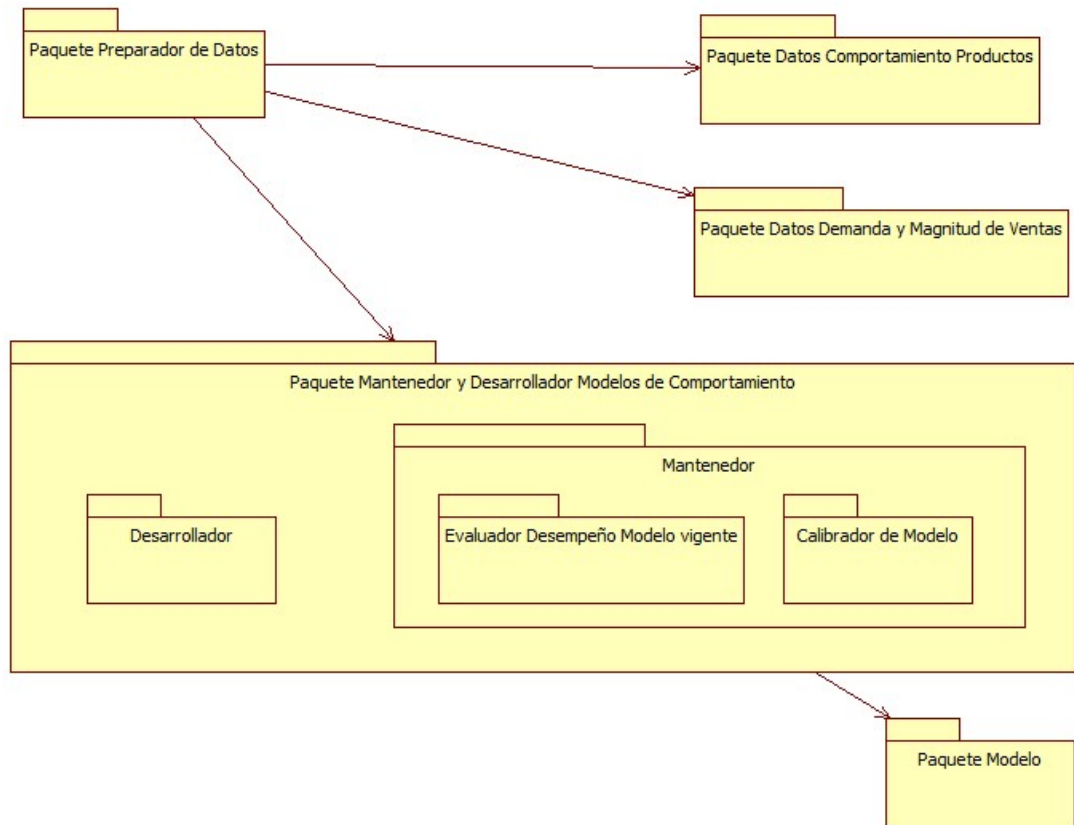 Paquete Preparador de Datos
Paquete Datos Comportamiento Productos
Paquete Datos Demanda y Magnitud de Ventas
Paquete Mantenedor y Desarrollador Modelos de Comportamiento
Mantenedor
Desarrollador
Evaluador Desempeño Modelo vigente
Calibrador de Modelo
Paquete Modelo